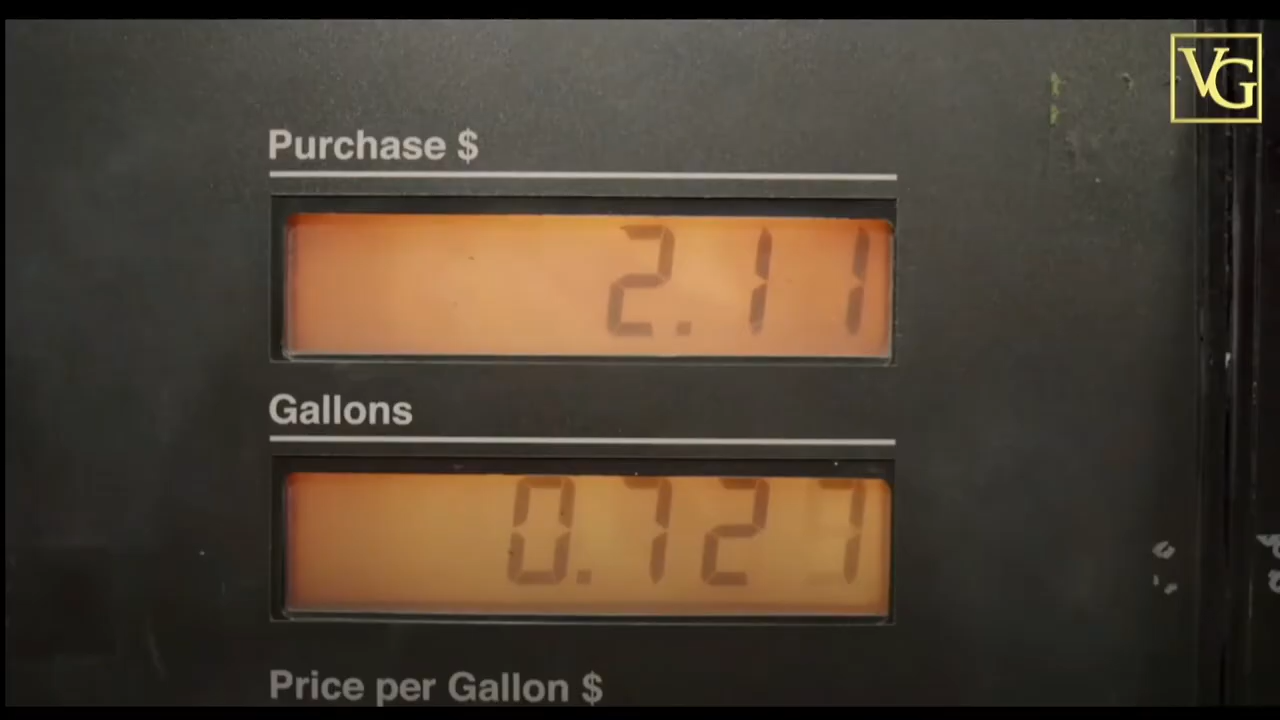 VG
Purchase $
2.11
Gallons
0.727
Price per Gallon $